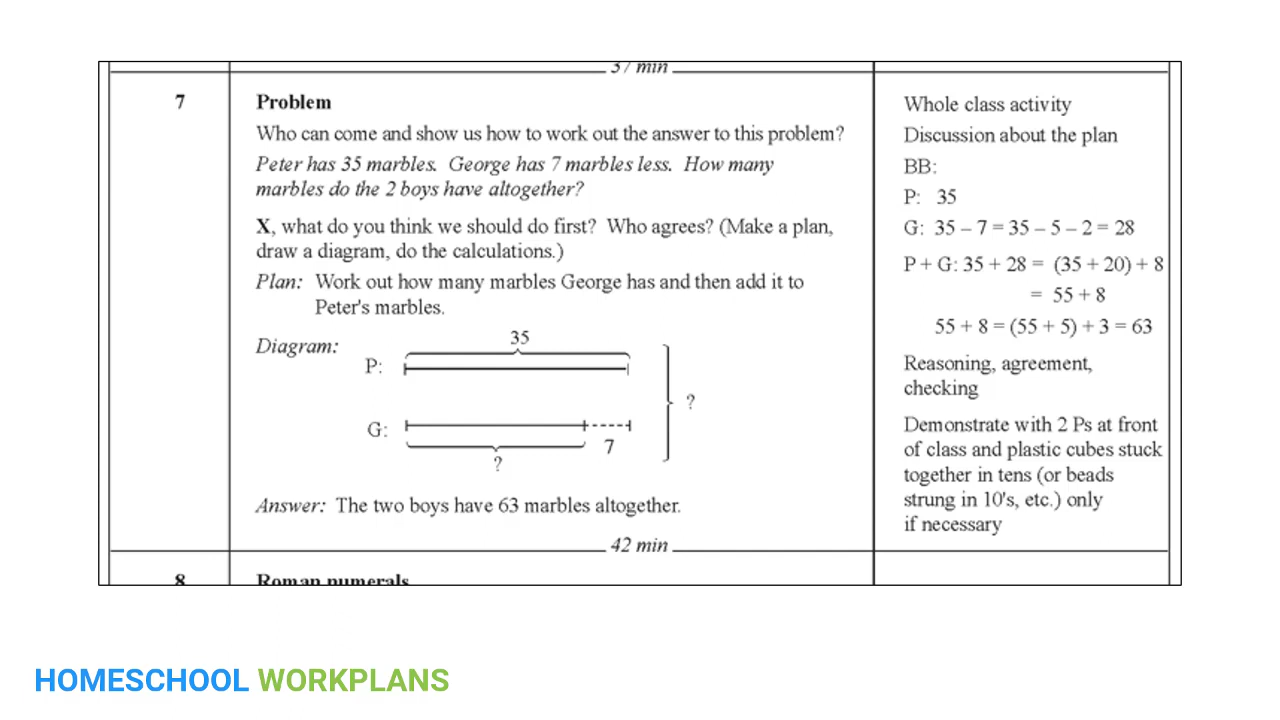 37 min
7
Problem
Who can come and show us how to work out the answer to this problem?
Peter has 35 marbles. George has 7 marbles less. How many
marbles do the 2 boys have altogether?
X, what do you think we should do first? Who agrees? (Make a plan,
draw a diagram, do the calculations.)
Plan: Work out how many marbles George has and then add it to
Peter's marbles.
Diagram:
35
P:
?
G:
7
?
Answer: The two boys have 63 marbles altogether.
Whole class activity
Discussion about the plan
BB:
P: 35
G: 35 – 7 = 35 – 5 – 2 = 28
P + G: 35 + 28 = (35 + 20) + 8
= 55 + 8
55 + 8 = (55 + 5) + 3 = 63
Reasoning, agreement,
checking
Demonstrate with 2 Ps at front
of class and plastic cubes stuck
together in tens (or beads
strung in 10's, etc.) only
if necessary
42 min
8
Roman numerals
HOMESCHOOL WORKPLANS